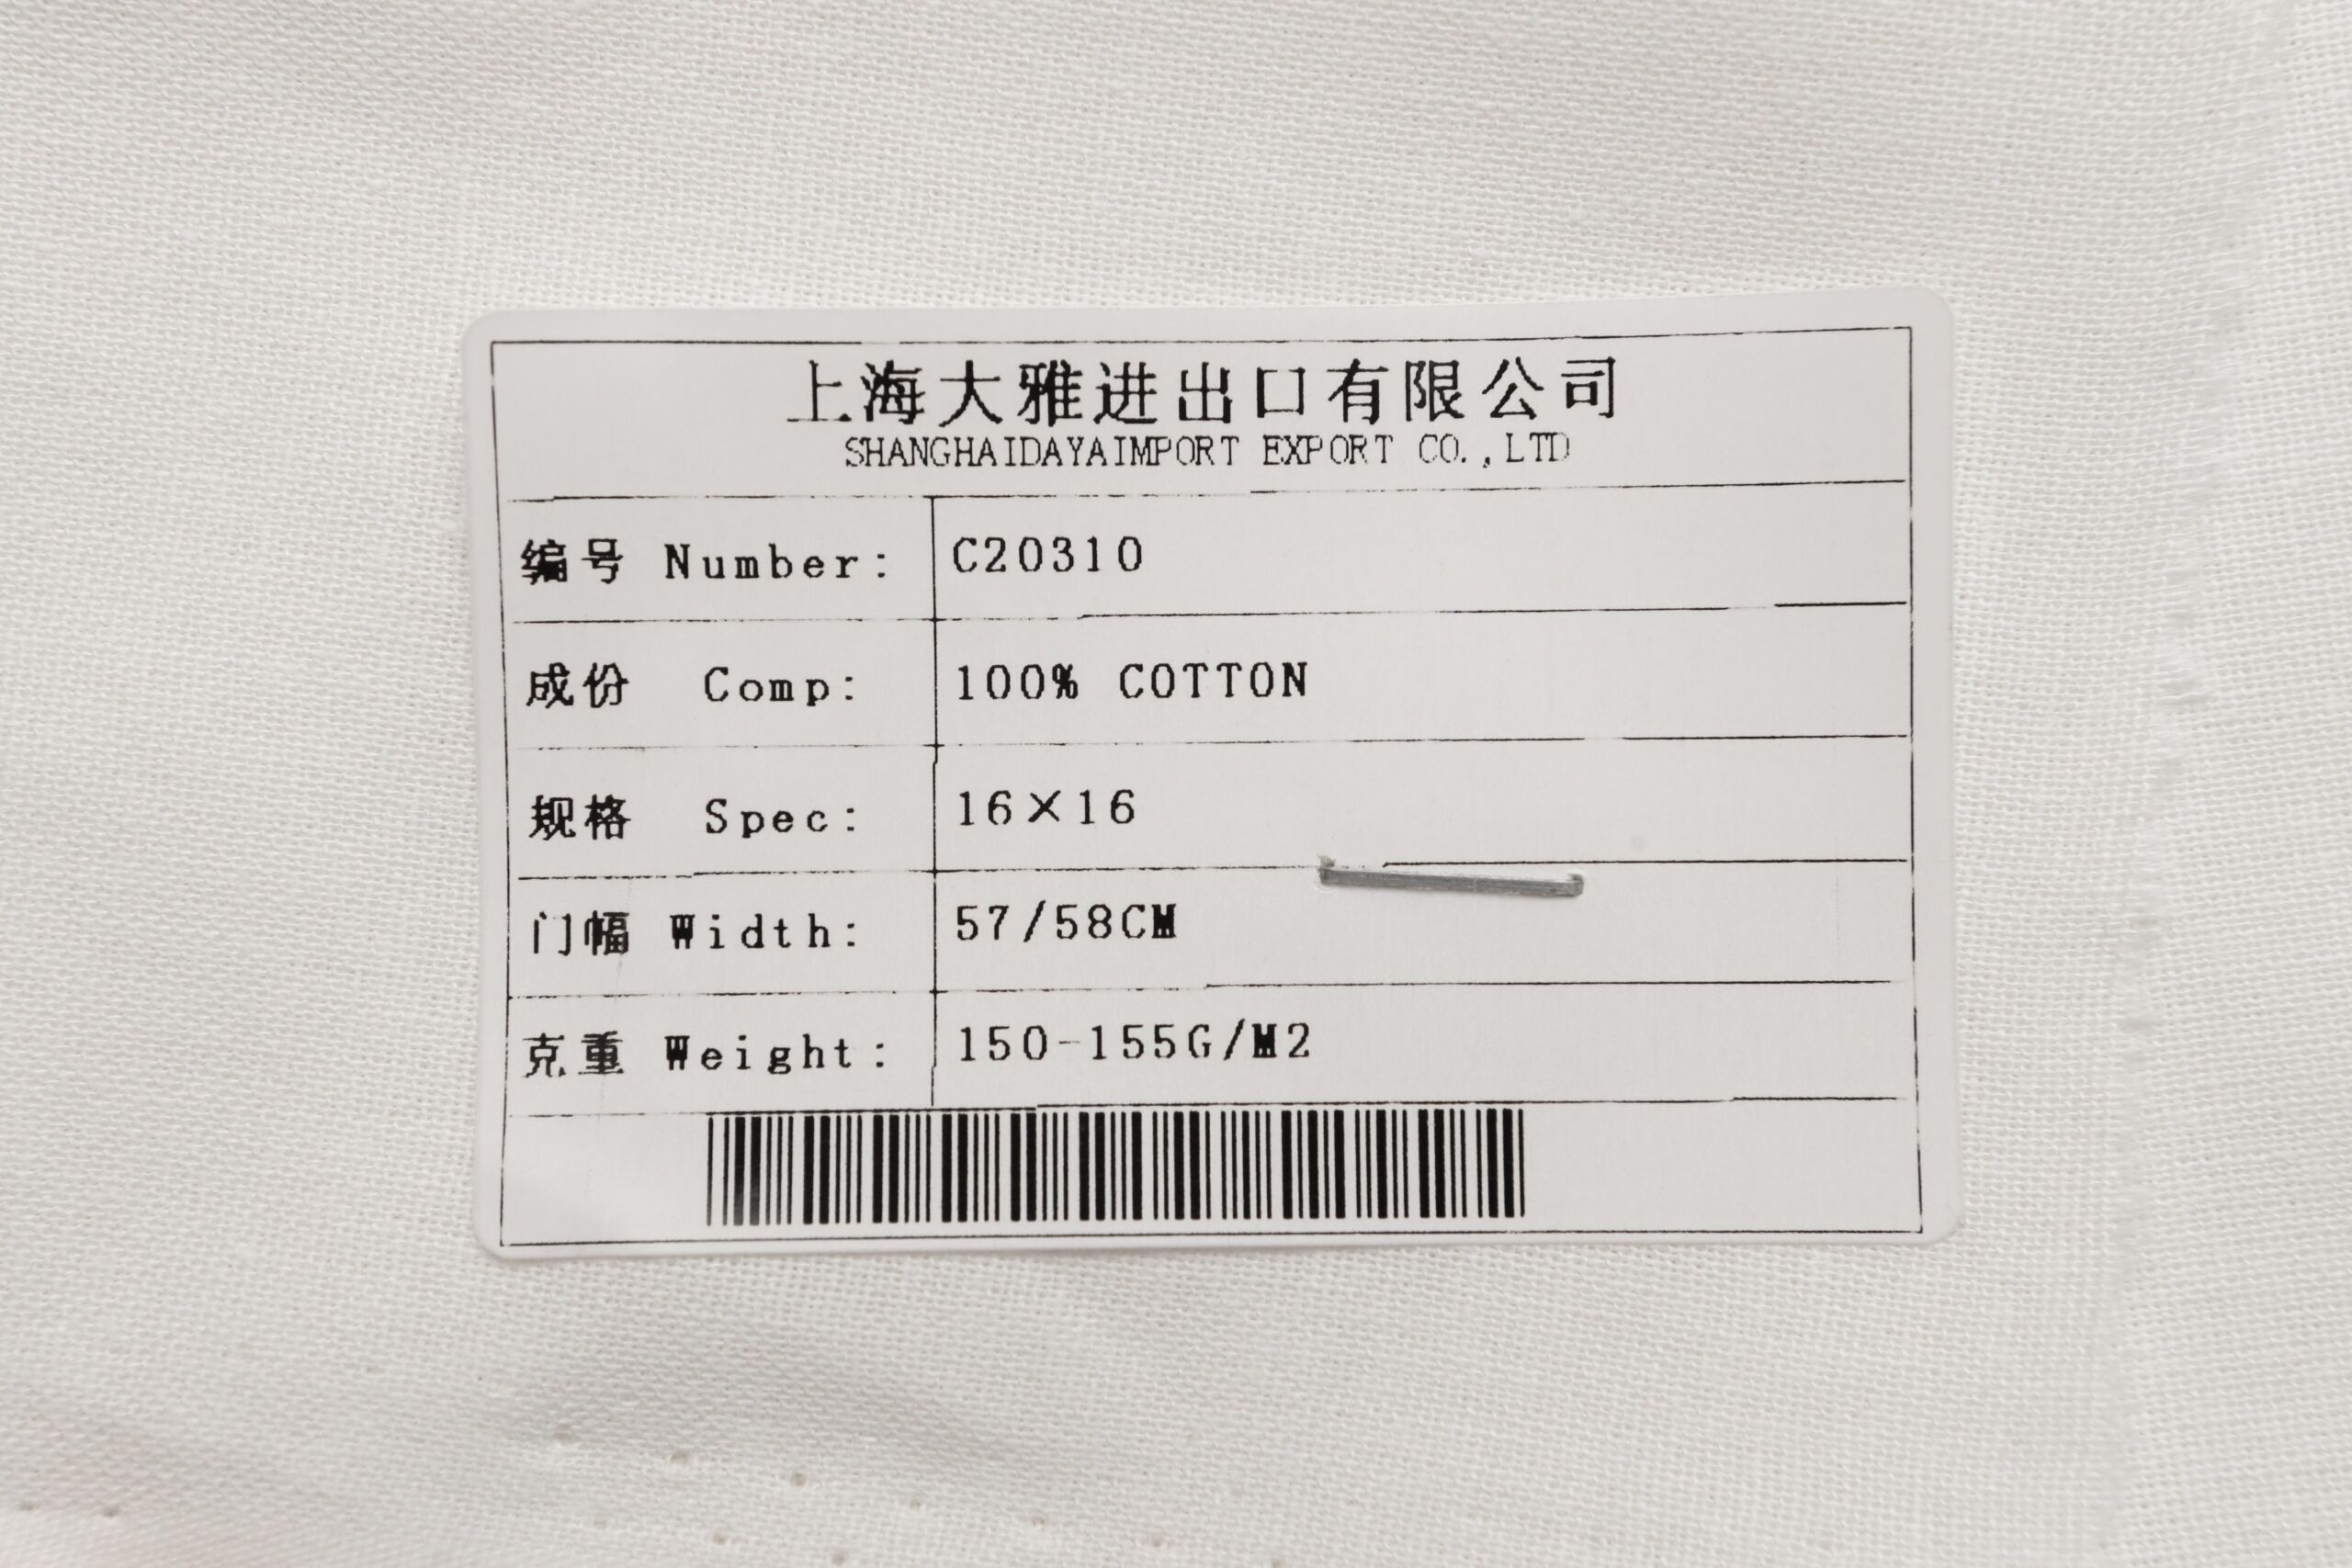 上海大雅进出口有限公司
SHANGHAIDAYAIMPORT EXPORT CO.,LTD
编号 Number: C20310
成份 Comp: 100% COTTON
规格 Spec: 16×16
门幅 Width: 57/58CM
克重 Weight: 150-155G/M2